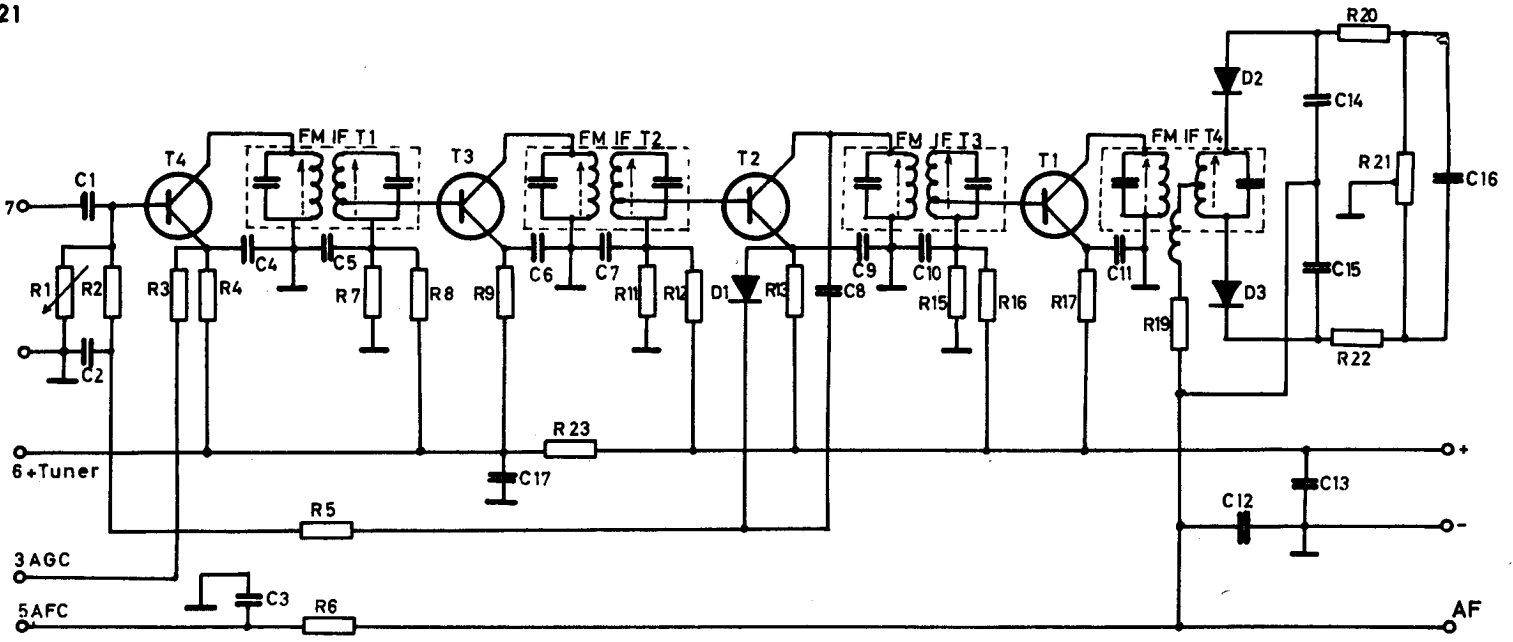 21
R20
D2
C14
FM IF T1
FM IF T2
FM IF T3
FM IF T4
T4
T3
T2
T1
R21
C1
C16
7
C4
C5
C6
C7
C9
C10
C11
C15
R1
R2
R3
R4
R7
R8
R9
R11
R12
D1
R13
C8
R15
R16
R17
D3
R19
R22
C2
R23
6+Tuner
+
C17
C13
R5
C12
-
3 AGC
C3
R6
5 AFC
AF